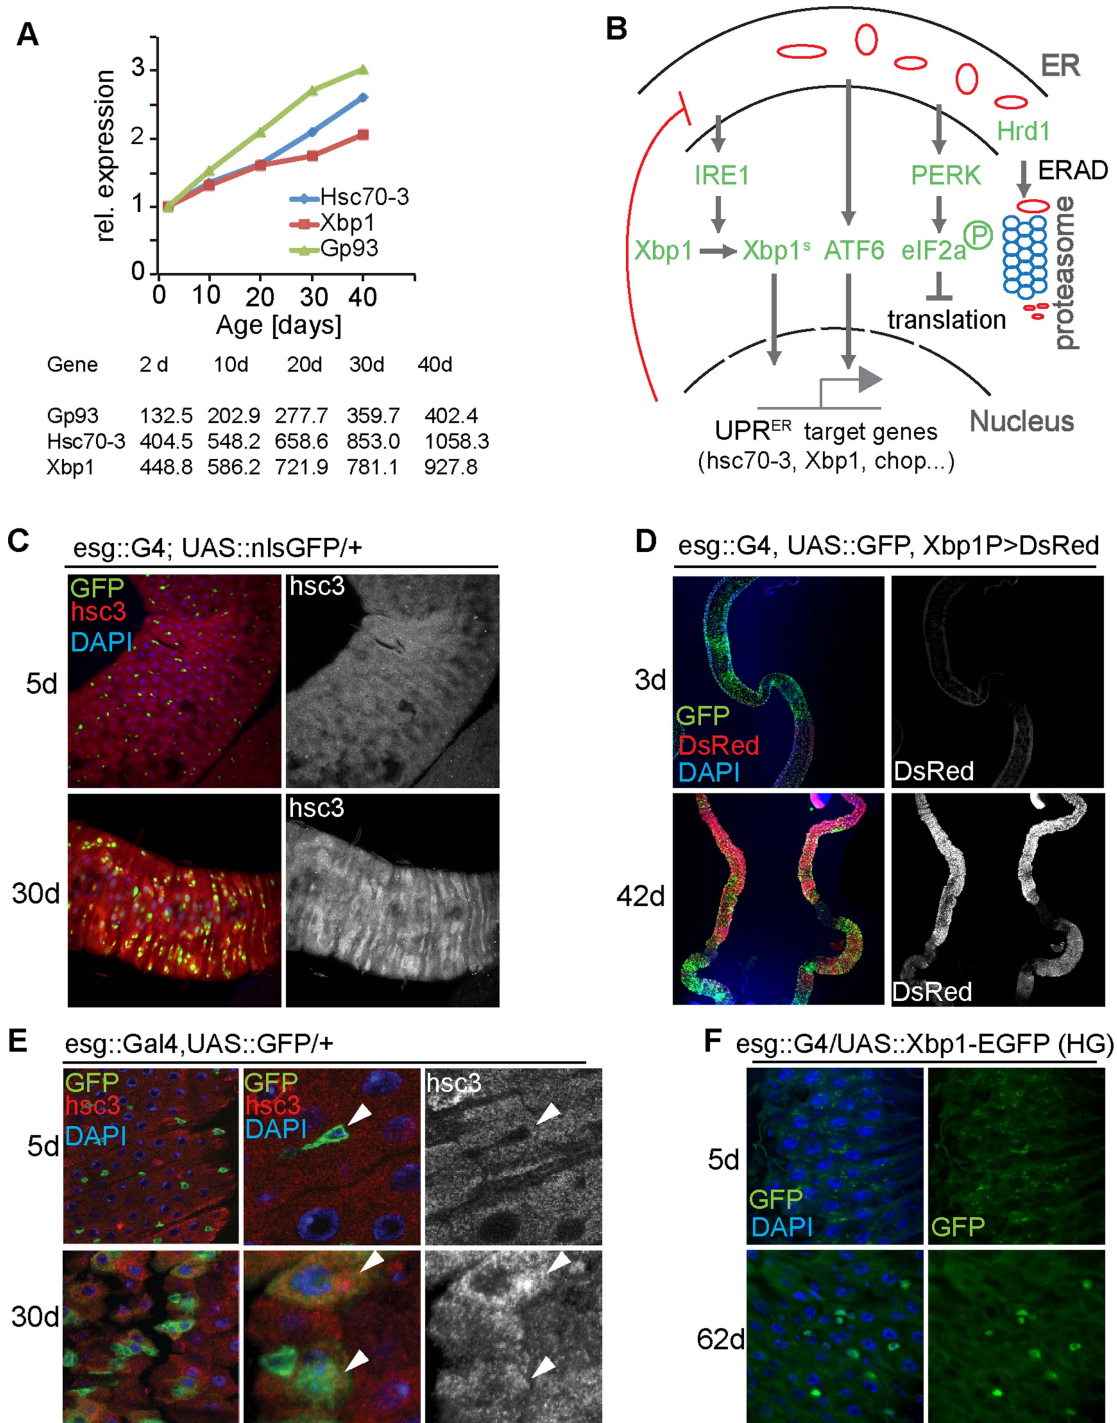 A
rel. expression
3
2
1
0
0 10 20 30 40
Age [days]
Hsc70-3
Xbp1
Gp93
Gene 2 d 10d 20d 30d 40d
Gp93 132.5 202.9 277.7 359.7 402.4
Hsc70-3 404.5 548.2 658.6 853.0 1058.3
Xbp1 448.8 586.2 721.9 781.1 927.8
B
ER
Hrd1
IRE1 PERK ERAD
Xbp1 Xbp1ˢ ATF6 eIF2a P
proteasome
translation
Nucleus
UPRᴱᴿ target genes
(hsc70-3, Xbp1, chop...)
C
esg::G4; UAS::nlsGFP/+
GFP
hsc3
DAPI
hsc3
5d
hsc3
30d
D
esg::G4, UAS::GFP, Xbp1P>DsRed
3d
GFP
DsRed
DAPI
DsRed
42d
DsRed
E
esg::Gal4,UAS::GFP/+
GFP
hsc3
DAPI
GFP
hsc3
DAPI
hsc3
5d
30d
F
esg::G4/UAS::Xbp1-EGFP (HG)
5d
GFP
DAPI
GFP
62d